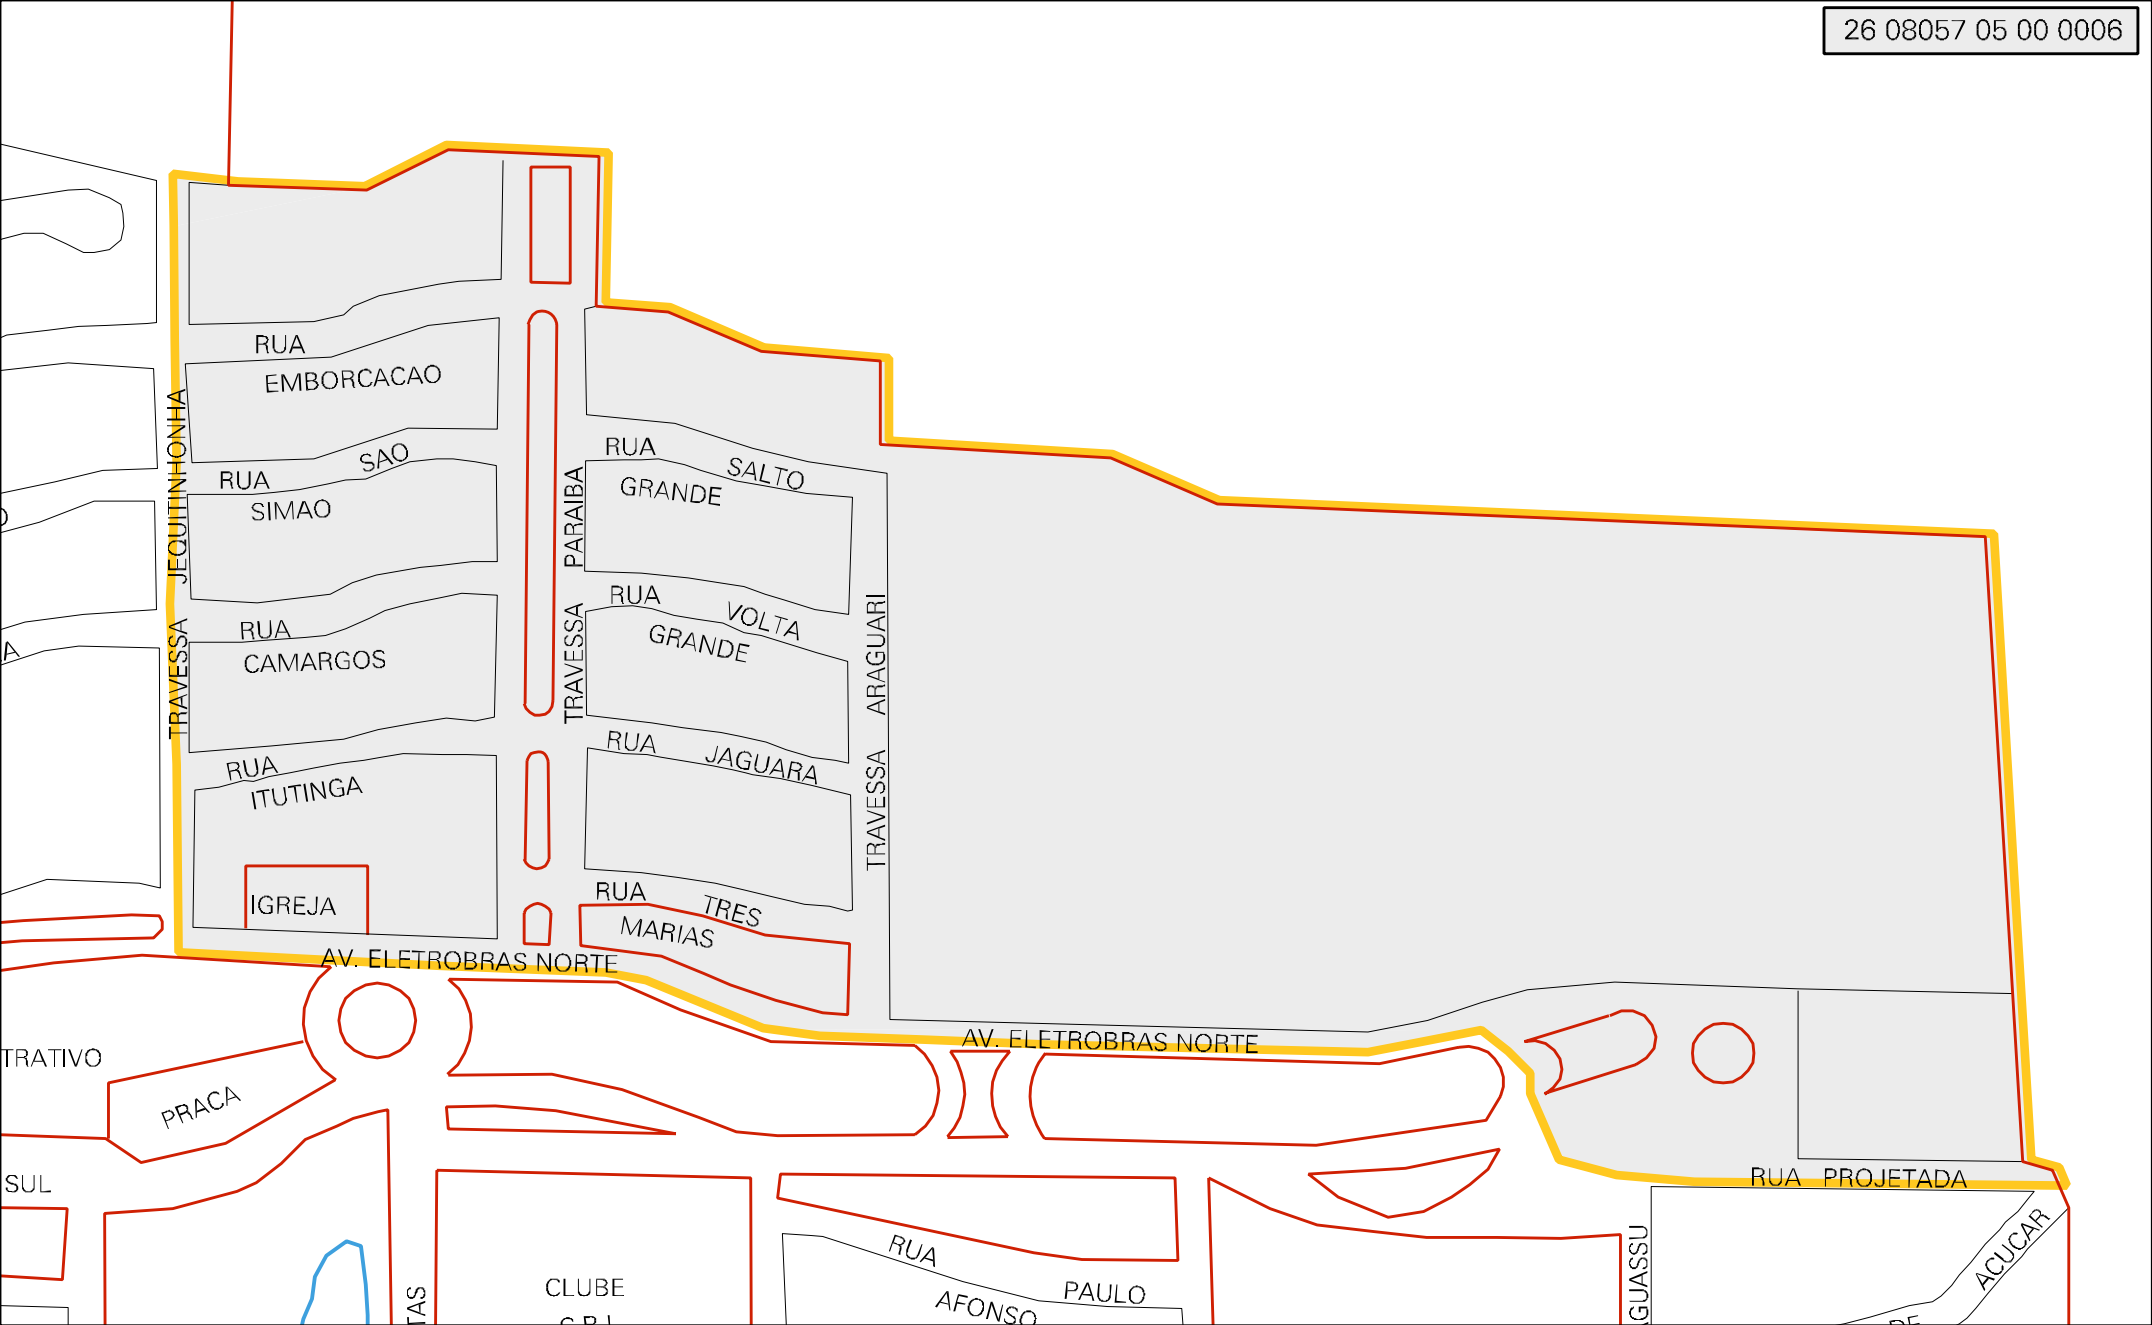 26 08057 05 00 0006
RUA
EMBORCACAO
RUA SAO
SIMAO
RUA
CAMARGOS
RUA
ITUTINGA
IGREJA
TRAVESSA JEQUITINHONHA
TRAVESSA PARAIBA
RUA SALTO
GRANDE
RUA VOLTA
GRANDE
RUA JAGUARA
RUA TRES
MARIAS
TRAVESSA ARAGUARI
AV. ELETROBRAS NORTE
AV. ELETROBRAS NORTE
TRATIVO
PRACA
SUL
A
TAS
CLUBE
RUA PAULO
AFONSO
RUA PROJETADA
GUASSU
ACUCAR